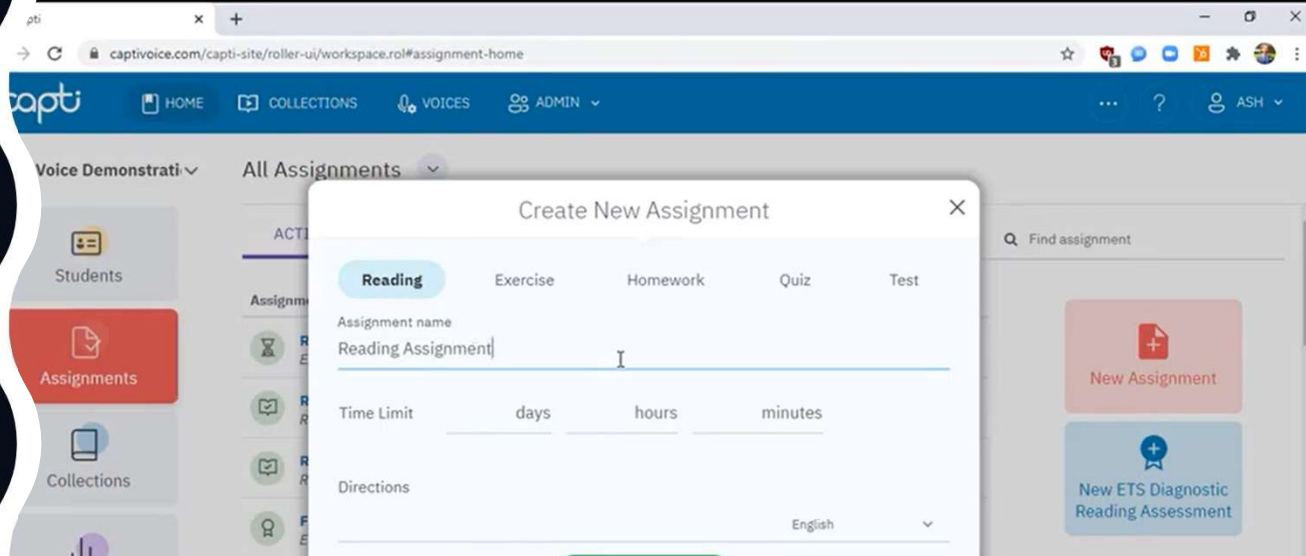 pti
captivoice.com/capti-site/roller-ui/workspace.rol#assignment-home
3
capti HOME COLLECTIONS VOICES ADMIN ? ASH
Voice Demonstrati All Assignments
Create New Assignment
ACTI
Find assignment
Students
Reading Exercise Homework Quiz Test
Assignm
Assignment name
Reading Assignment
R
E
Assignments
New Assignment
Time Limit days hours minutes
R
R
Collections
R
R
Directions
New ETS Diagnostic
Reading Assessment
English
F
E